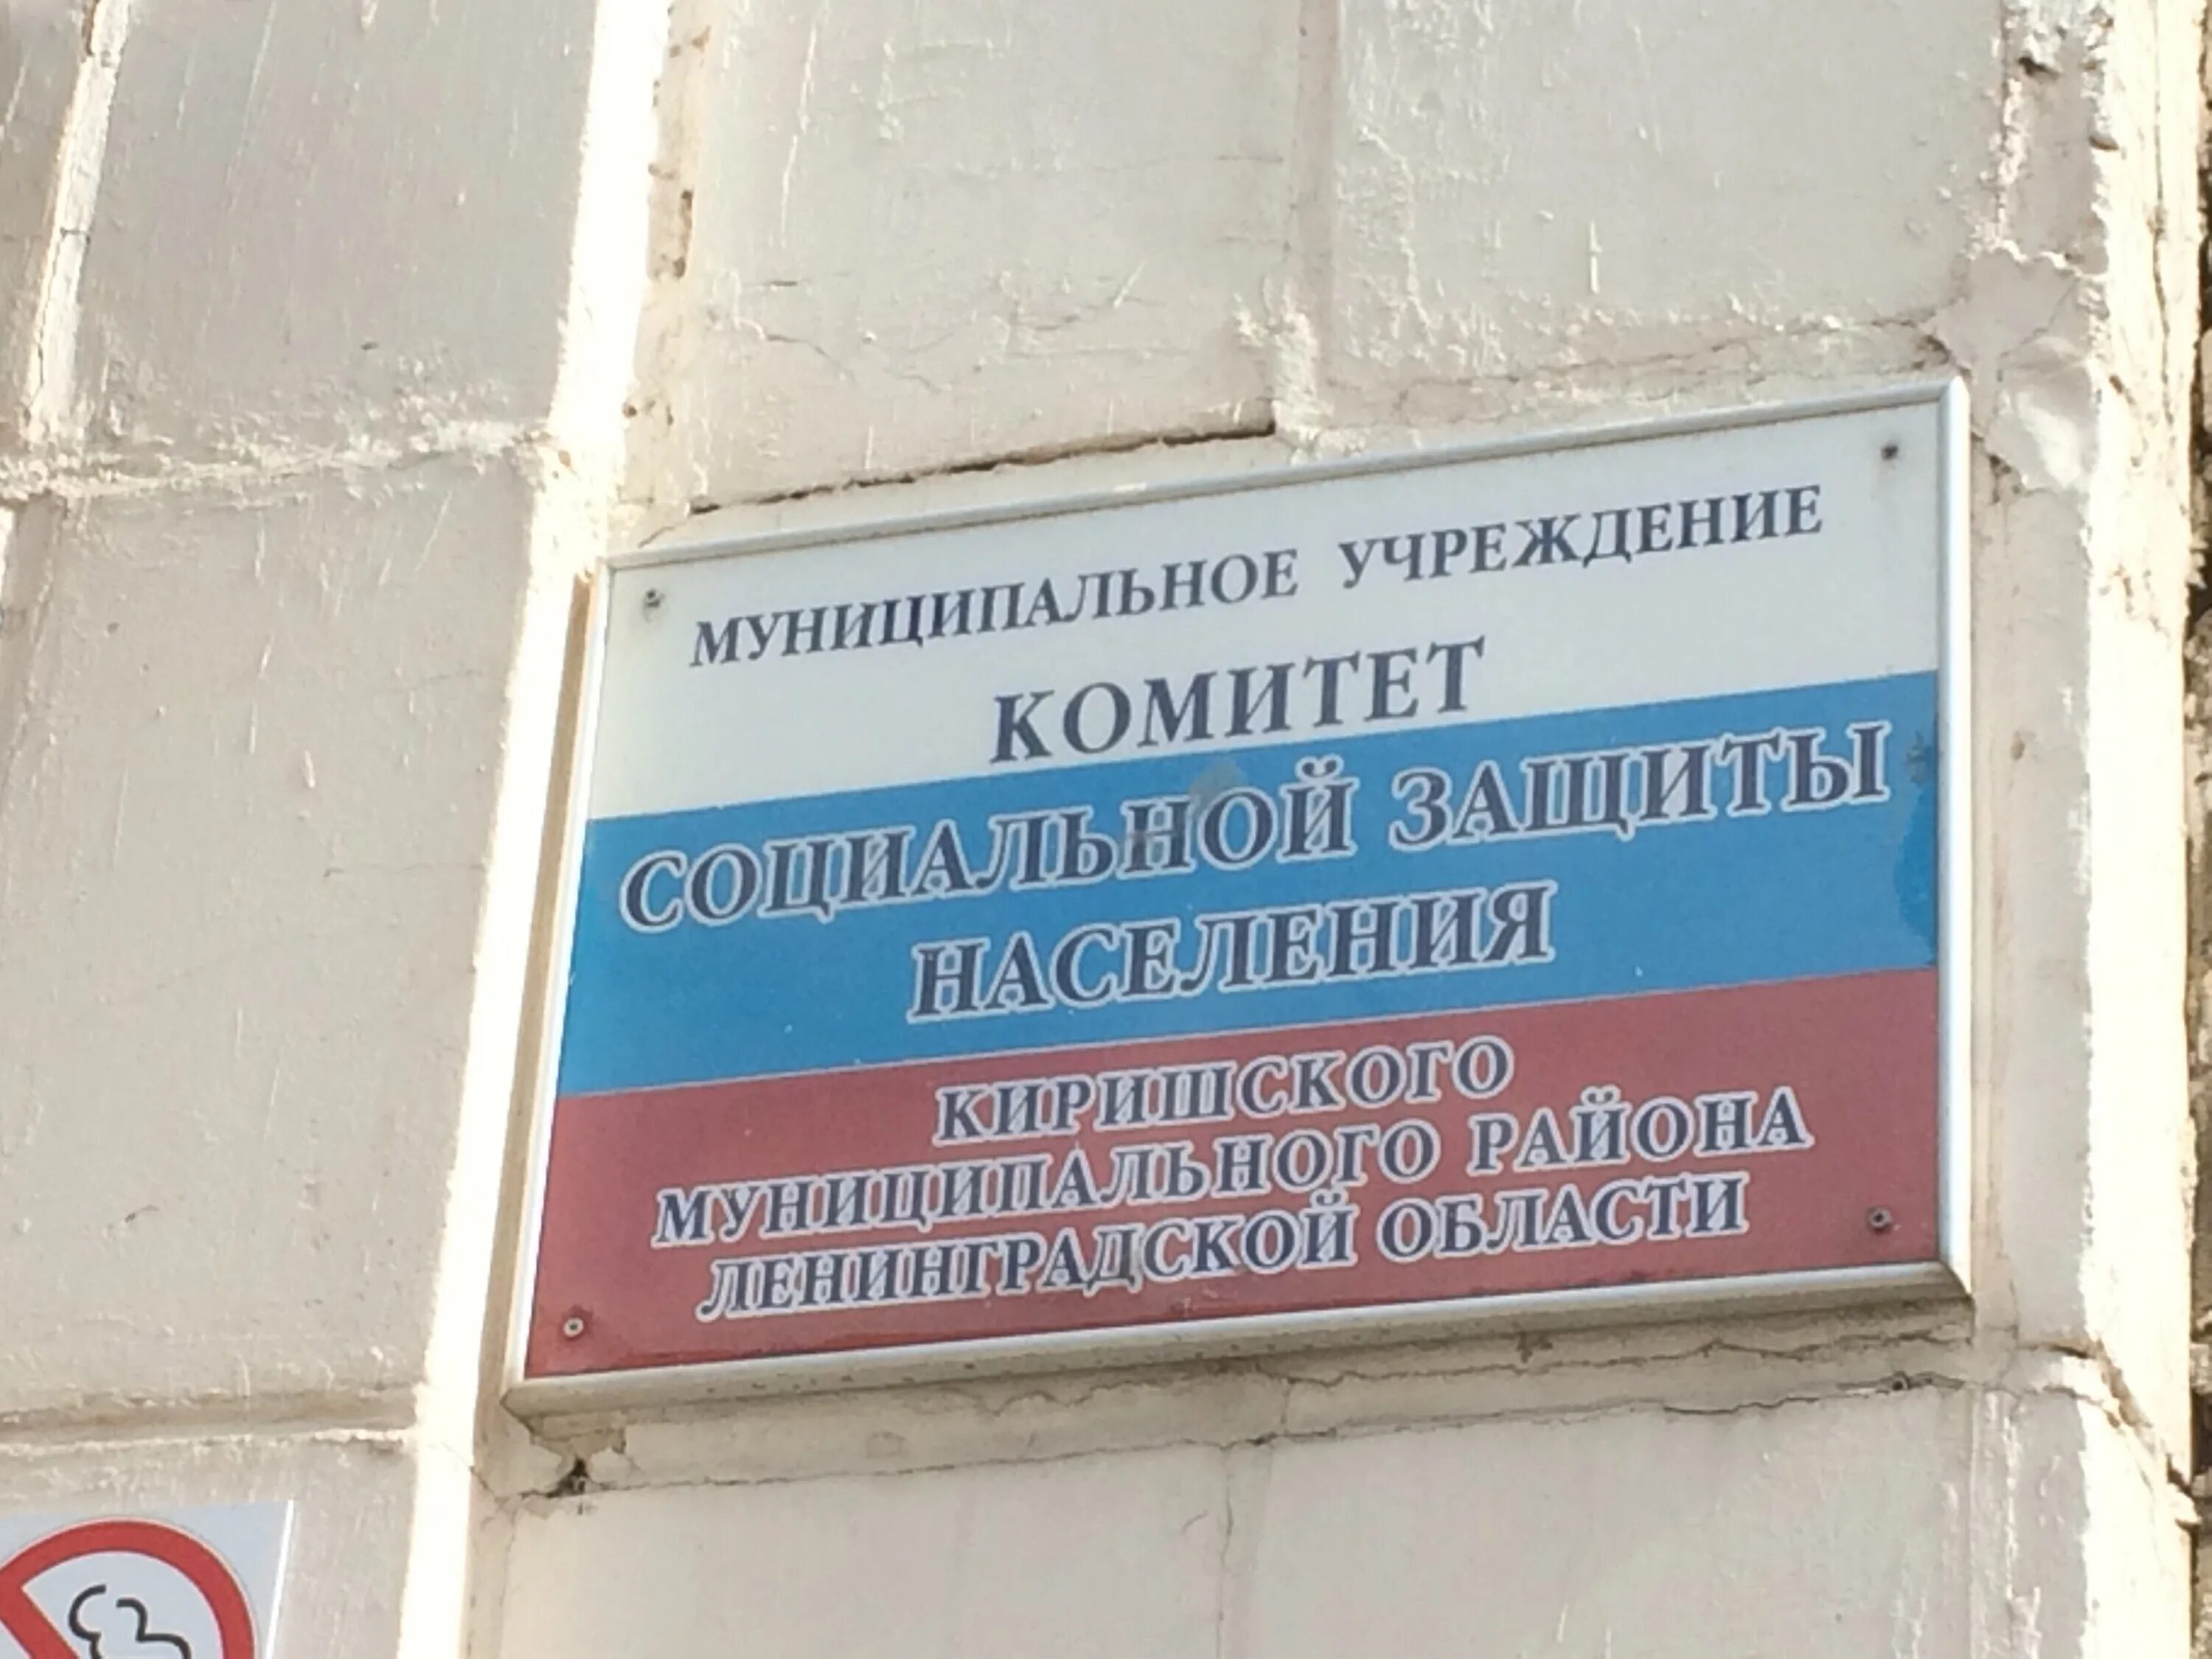 МУНИЦИПАЛЬНОЕ УЧРЕЖДЕНИЕ
КОМИТЕТ
СОЦИАЛЬНОЙ ЗАЩИТЫ
НАСЕЛЕНИЯ
КИРИШСКОГО
МУНИЦИПАЛЬНОГО РАЙОНА
ЛЕНИНГРАДСКОЙ ОБЛАСТИ